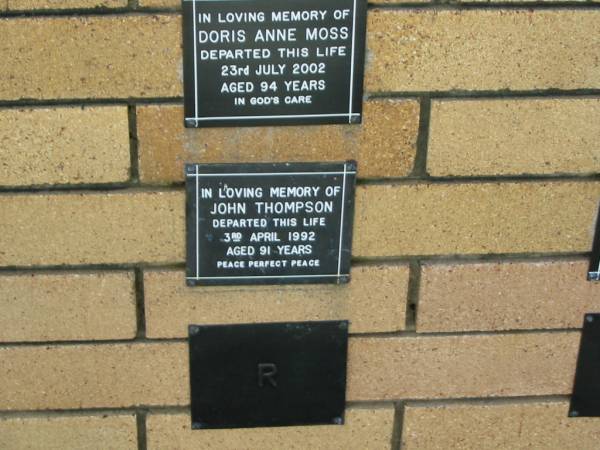 IN LOVING MEMORY OF
DORIS ANNE MOSS
DEPARTED THIS LIFE
23rd JULY 2002
AGED 94 YEARS
IN GOD'S CARE
IN LOVING MEMORY OF
JOHN THOMPSON
DEPARTED THIS LIFE
3RD APRIL 1992
AGED 91 YEARS
PEACE PERFECT PEACE
R